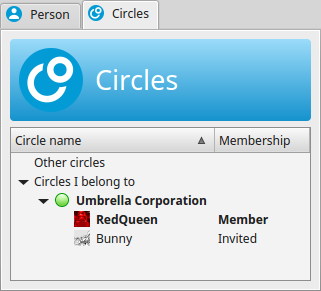 Person
Circles
Circles
Circle name Membership
Other circles
Circles I belong to
Umbrella Corporation
RedQueen Member
Bunny Invited